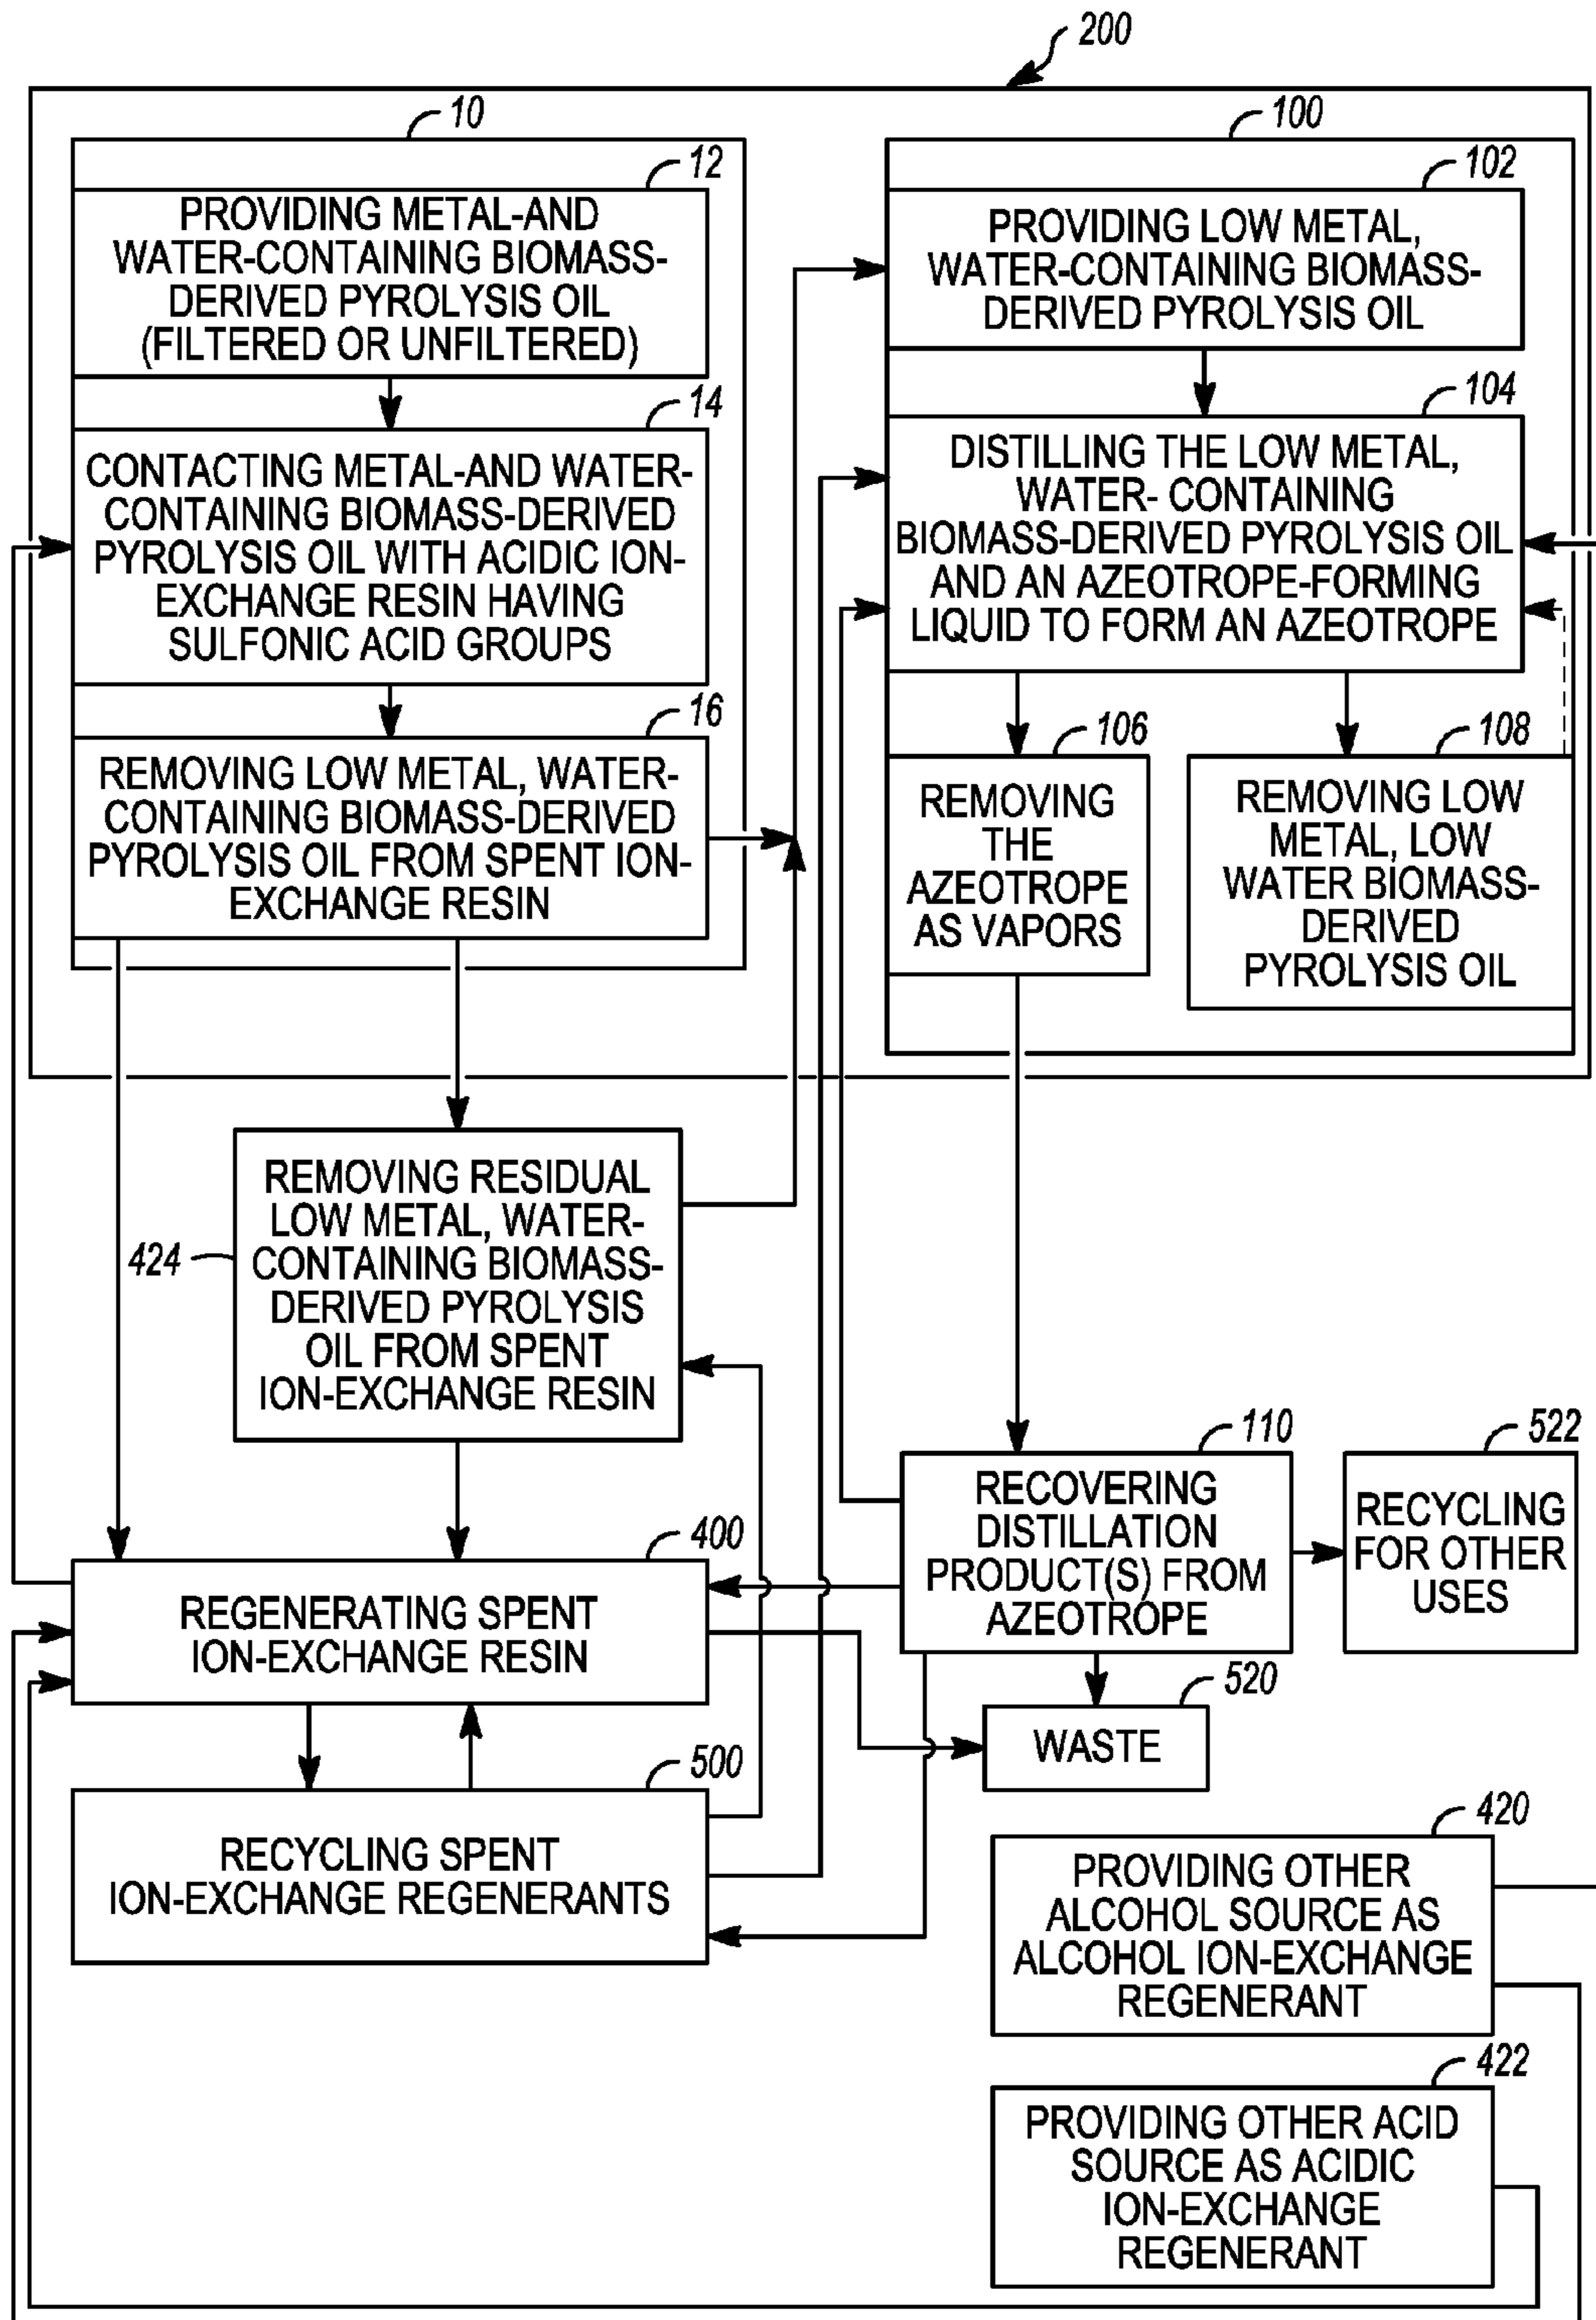 200
10
12
PROVIDING METAL-AND
WATER-CONTAINING BIOMASS-
DERIVED PYROLYSIS OIL
(FILTERED OR UNFILTERED)
14
CONTACTING METAL-AND WATER-
CONTAINING BIOMASS-DERIVED
PYROLYSIS OIL WITH ACIDIC ION-
EXCHANGE RESIN HAVING
SULFONIC ACID GROUPS
16
REMOVING LOW METAL, WATER-
CONTAINING BIOMASS-DERIVED
PYROLYSIS OIL FROM SPENT ION-
EXCHANGE RESIN
100
102
PROVIDING LOW METAL,
WATER-CONTAINING BIOMASS-
DERIVED PYROLYSIS OIL
104
DISTILLING THE LOW METAL,
WATER- CONTAINING
BIOMASS-DERIVED PYROLYSIS OIL
AND AN AZEOTROPE-FORMING
LIQUID TO FORM AN AZEOTROPE
106
REMOVING
THE
AZEOTROPE
AS VAPORS
108
REMOVING LOW
METAL, LOW
WATER BIOMASS-
DERIVED
PYROLYSIS OIL
424
REMOVING RESIDUAL
LOW METAL, WATER-
CONTAINING BIOMASS-
DERIVED PYROLYSIS
OIL FROM SPENT
ION-EXCHANGE RESIN
110
RECOVERING
DISTILLATION
PRODUCT(S) FROM
AZEOTROPE
522
RECYCLING
FOR OTHER
USES
400
REGENERATING SPENT
ION-EXCHANGE RESIN
520
WASTE
500
RECYCLING SPENT
ION-EXCHANGE REGENERANTS
420
PROVIDING OTHER
ALCOHOL SOURCE AS
ALCOHOL ION-EXCHANGE
REGENERANT
422
PROVIDING OTHER ACID
SOURCE AS ACIDIC
ION-EXCHANGE
REGENERANT